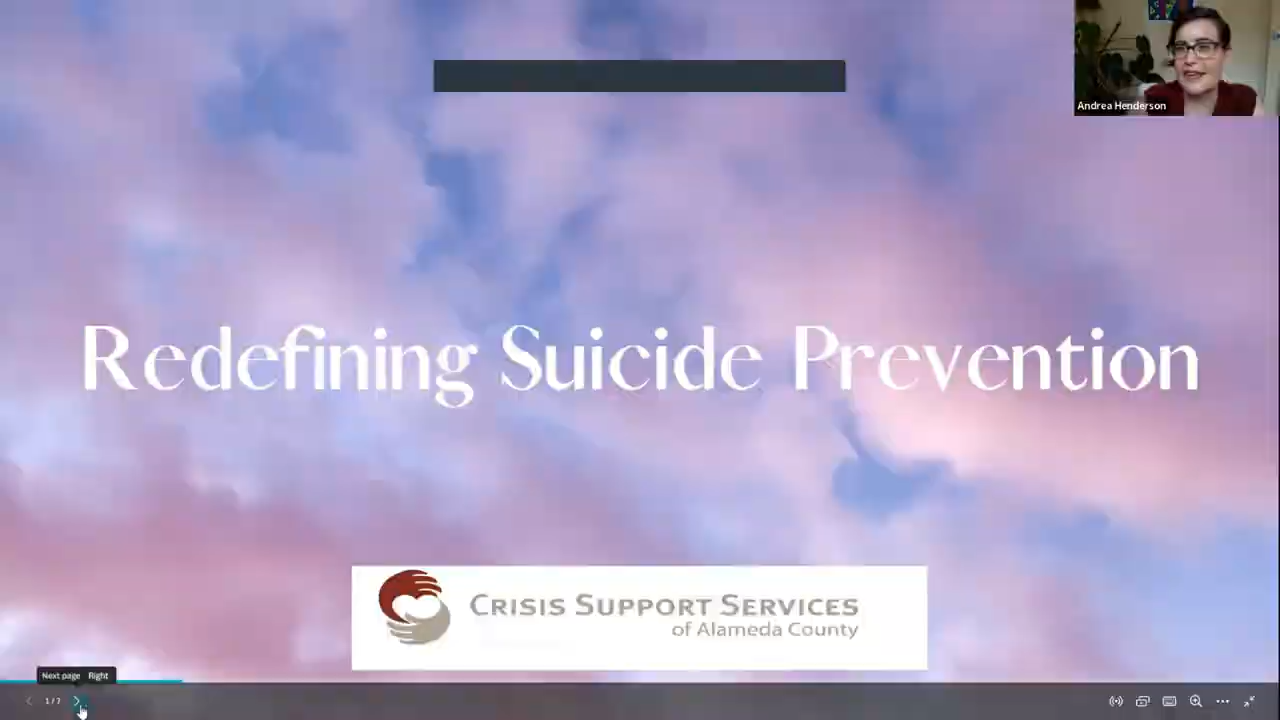 Andrea Henderson
Redefining Suicide Prevention
CRISIS SUPPORT SERVICES
of Alameda County
Next page Right
1/7